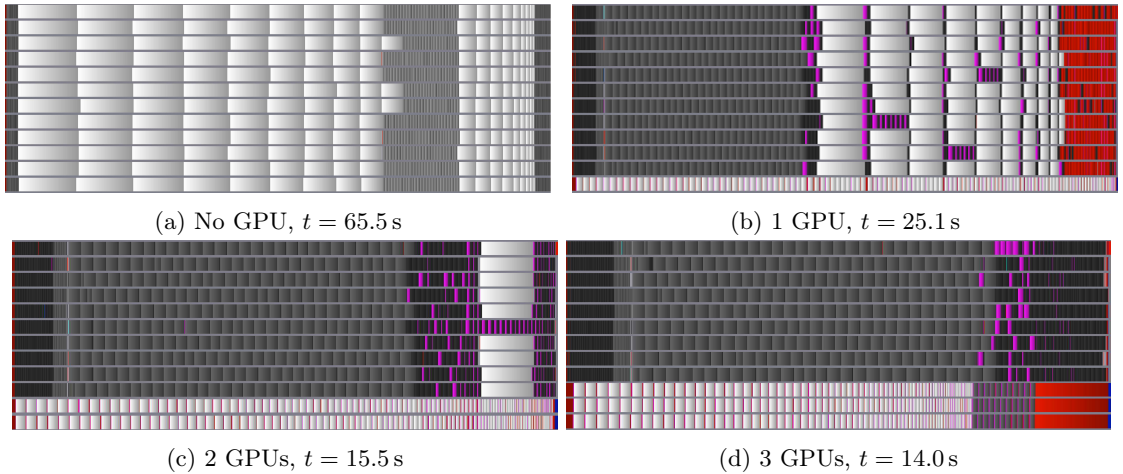 (a) No GPU, t = 65.5 s
(b) 1 GPU, t = 25.1 s
(c) 2 GPUs, t = 15.5 s
(d) 3 GPUs, t = 14.0 s